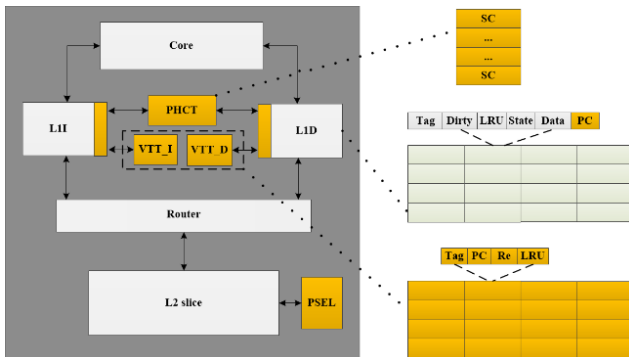 Core
PHCT
L1I
L1D
VTT_I
VTT_D
Router
L2 slice
PSEL
SC
...
...
SC
Tag Dirty LRU State Data PC
Tag PC Re LRU